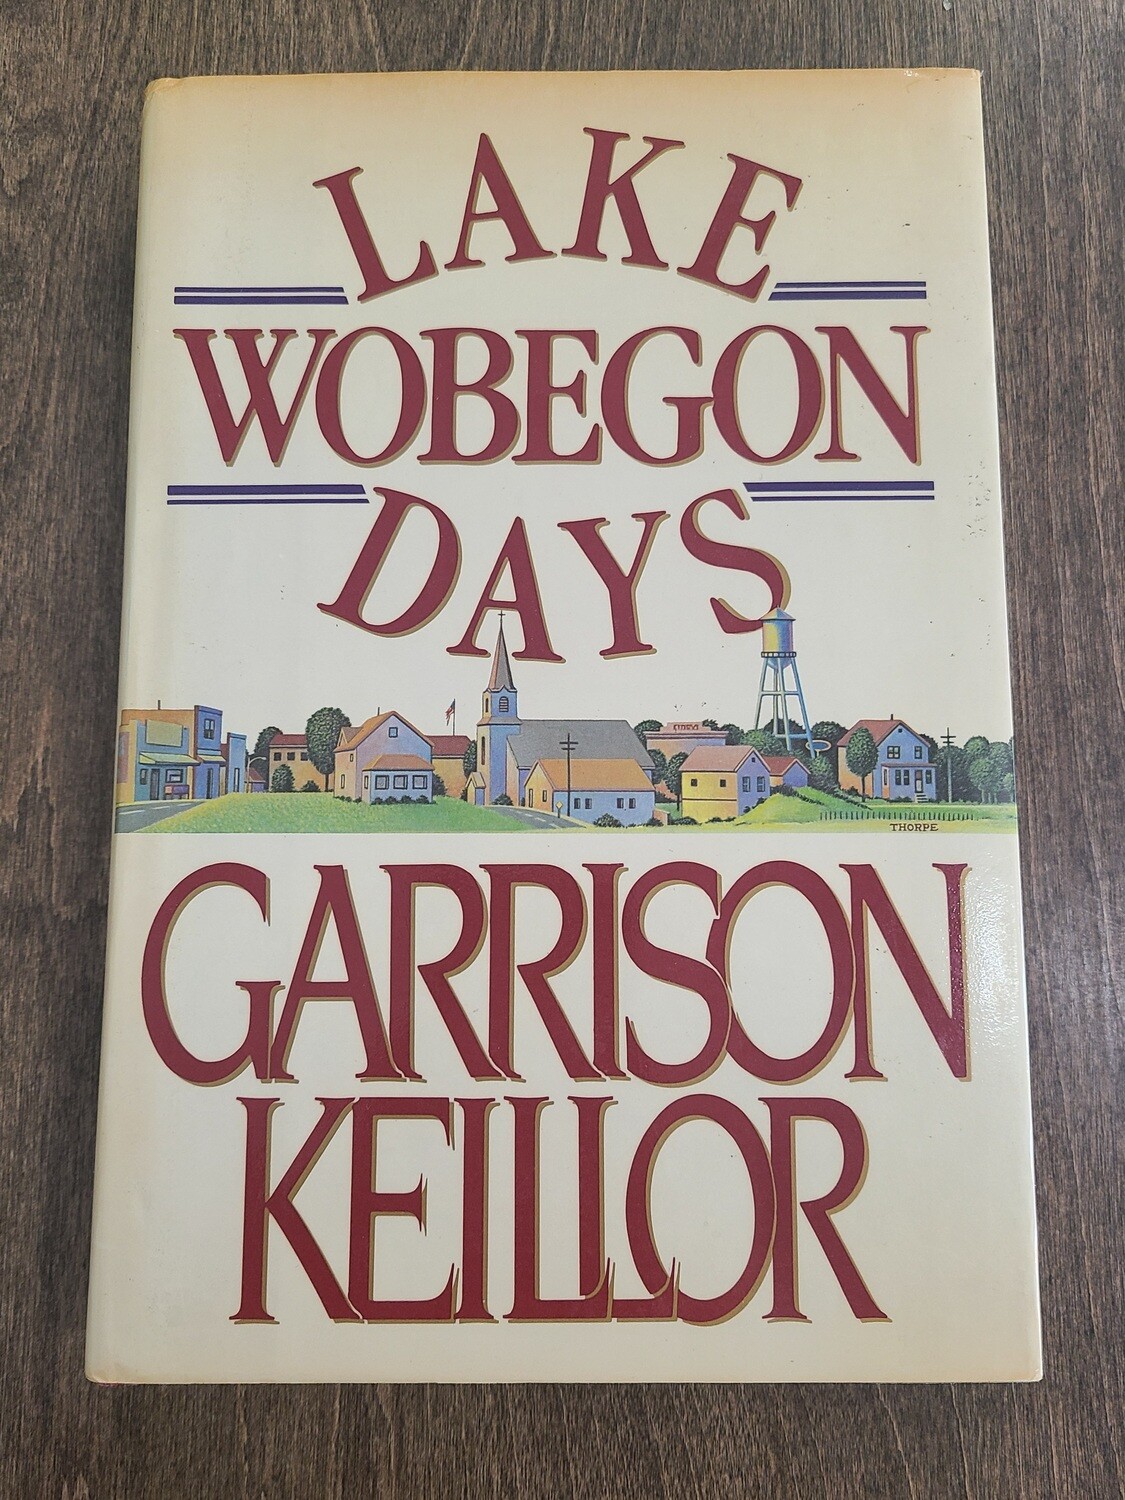 LAKE
WOBEGON
DAYS
THORPE
GARRISON
KEILLOR